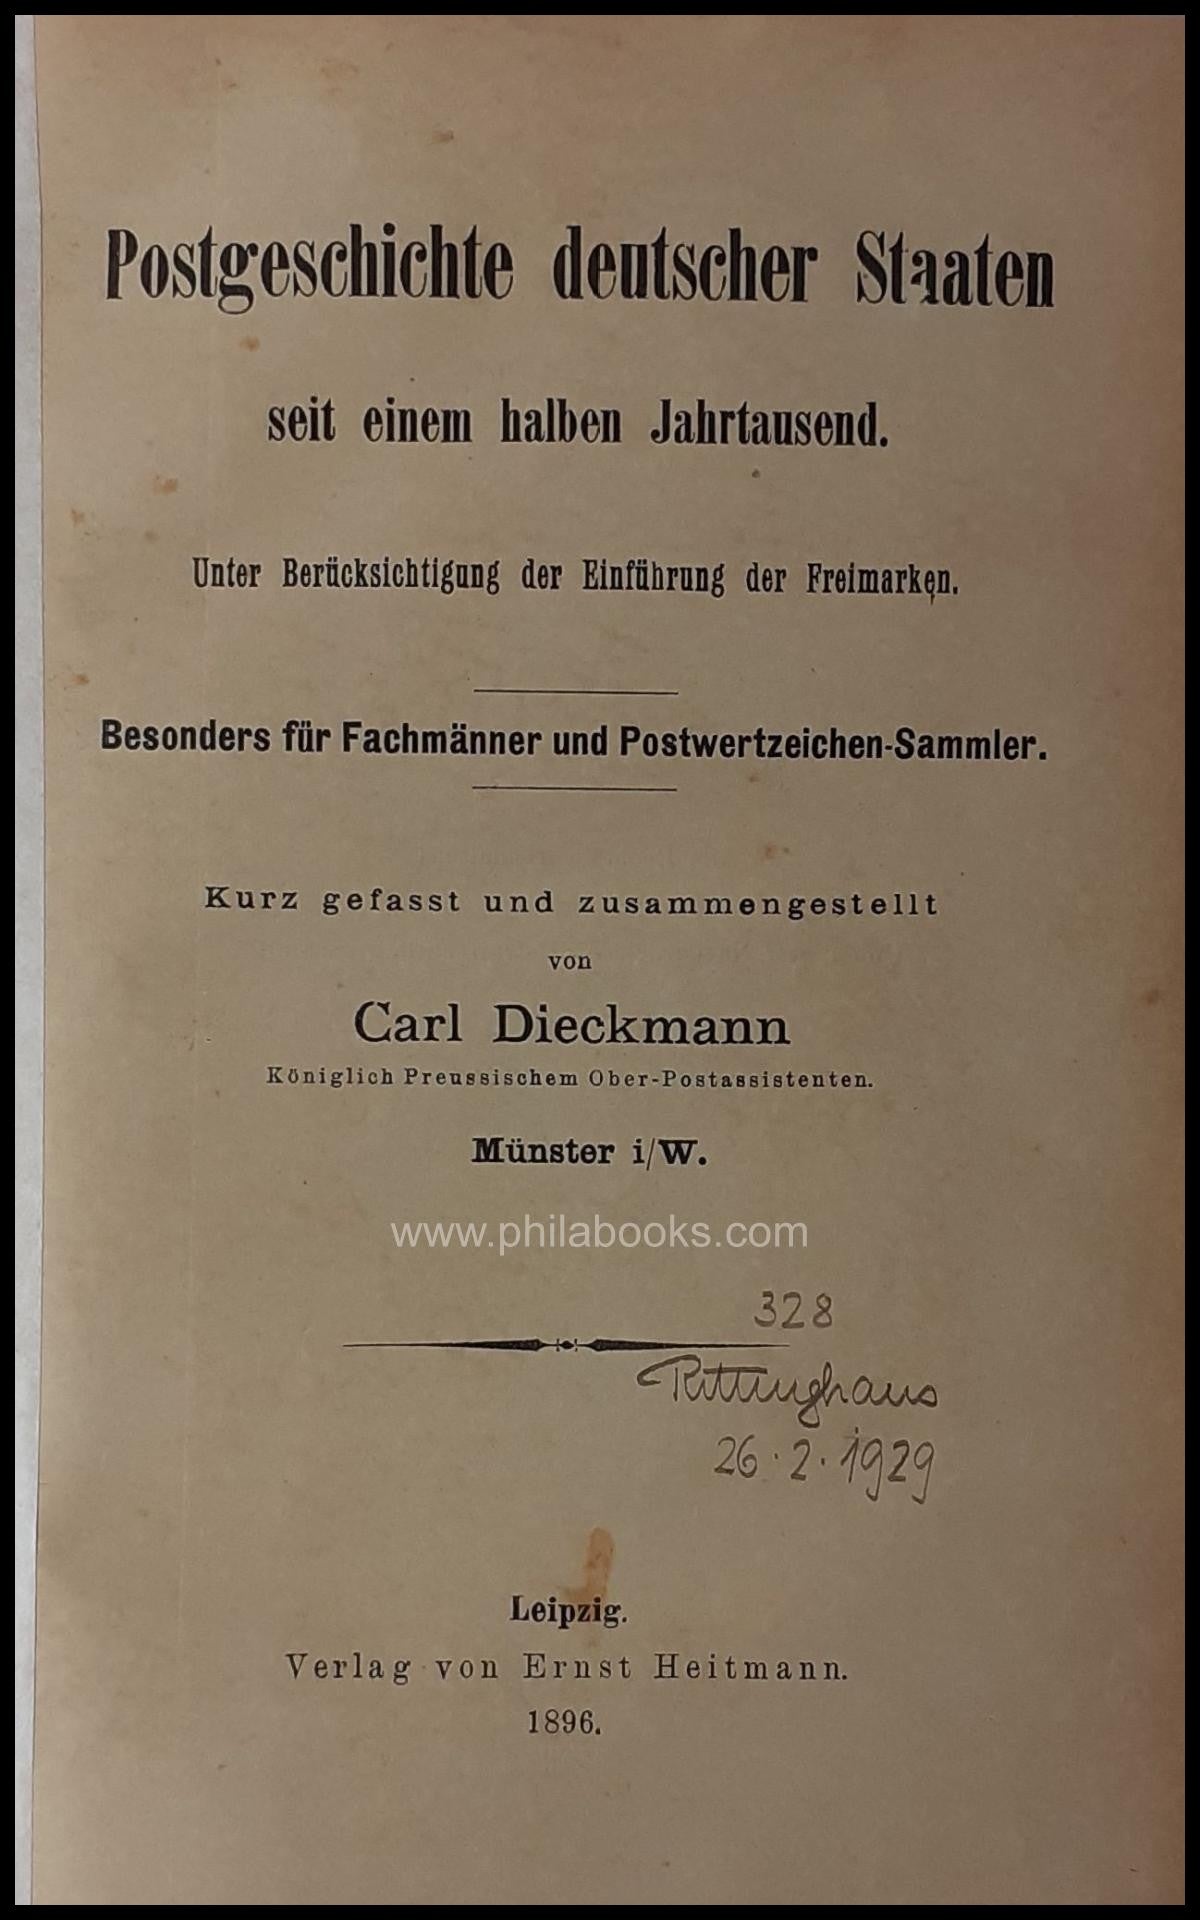 Postgeschichte deutscher Staaten
seit einem halben Jahrtausend.
Unter Berücksichtigung der Einführung der Freimarken.
Besonders für Fachmänner und Postwertzeichen-Sammler.
Kurz gefasst und zusammengestellt
von
Carl Dieckmann
Königlich Preussischem Ober-Postassistenten.
Münster i/W.
www.philabooks.com
328
Rittinghaus
26.2.1929
Leipzig.
Verlag von Ernst Heitmann.
1896.